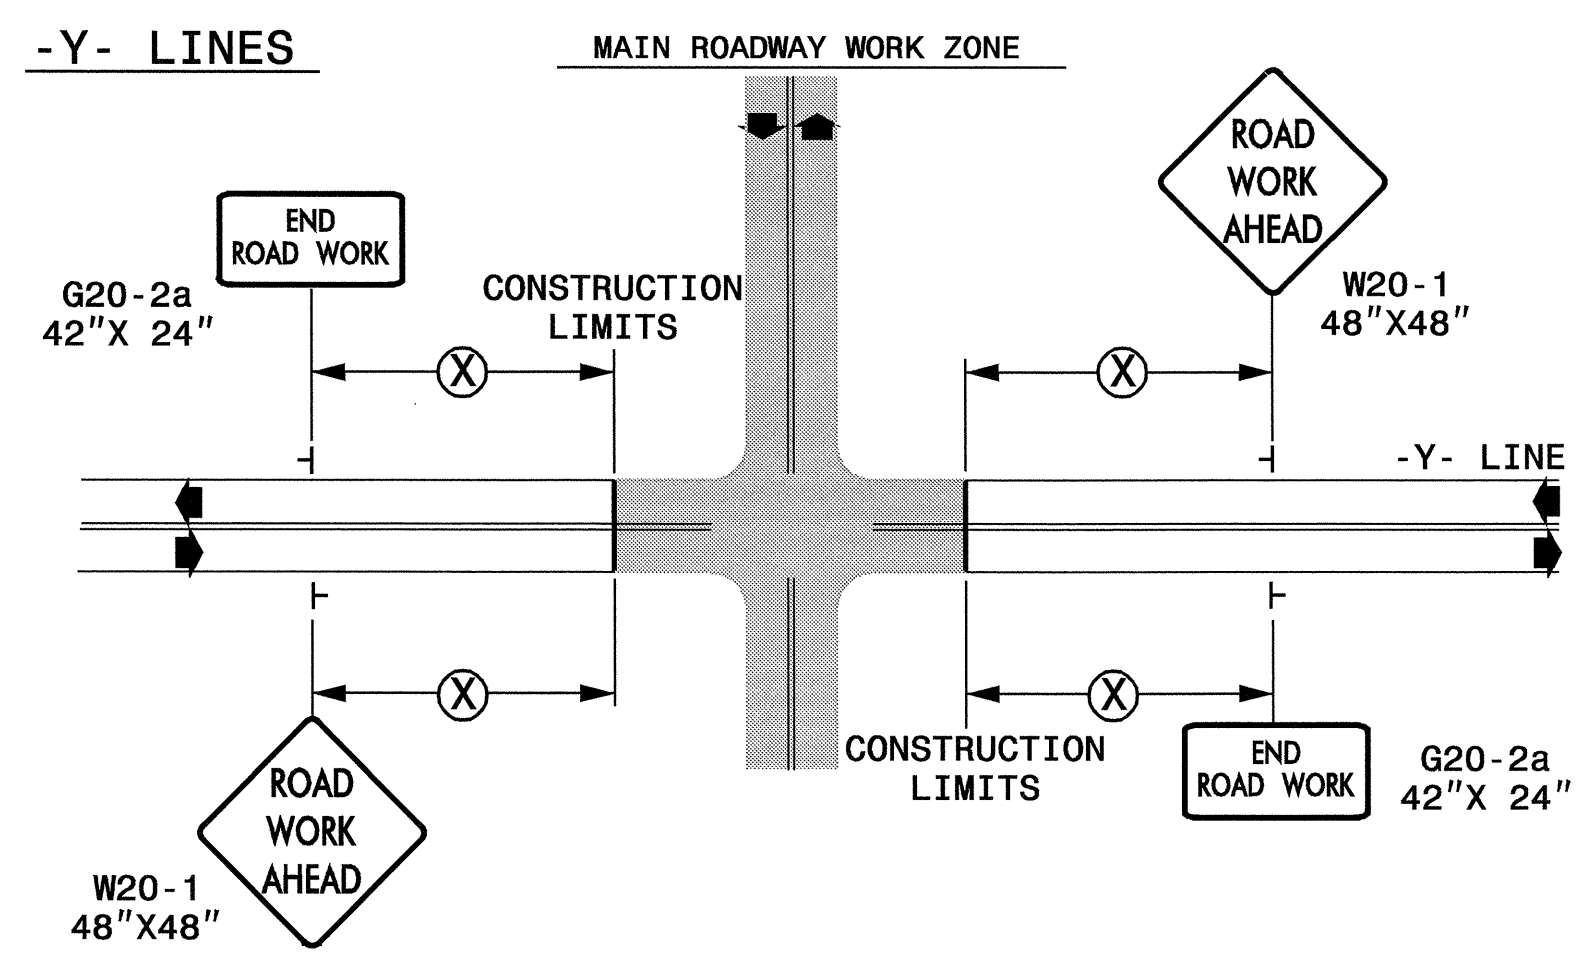 -Y- LINES
MAIN ROADWAY WORK ZONE
ROAD
WORK
AHEAD
END
ROAD WORK
G20-2a
42"X 24"
CONSTRUCTION
LIMITS
W20-1
48"X48"
X
X
-Y- LINE
X
X
CONSTRUCTION
LIMITS
END
ROAD WORK
G20-2a
42"X 24"
ROAD
WORK
AHEAD
W20-1
48"X48"